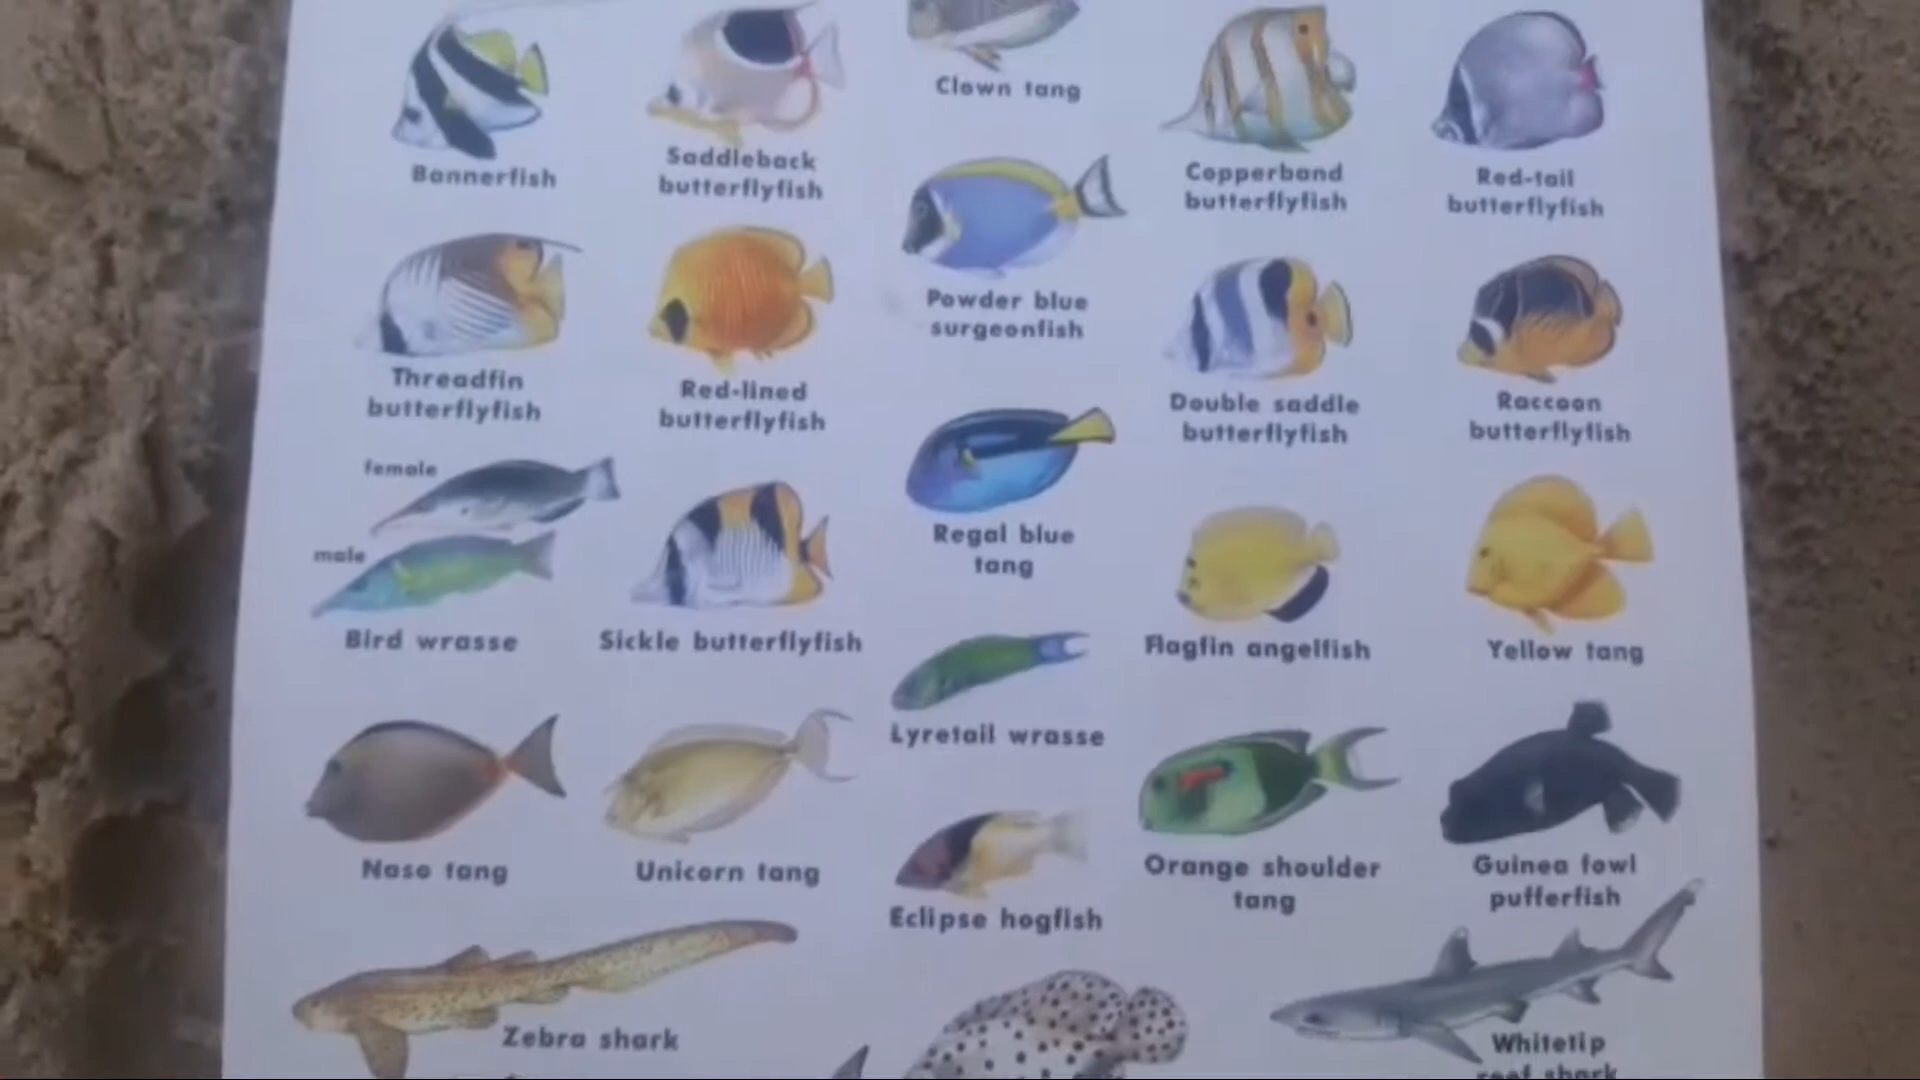 Clown tang
Bannerfish
Saddleback
butterflyfish
Copperband
butterflyfish
Red-tail
butterflyfish
Powder blue
surgeonfish
Threadfin
butterflyfish
Red-lined
butterflyfish
Double saddle
butterflyfish
Raccoon
butterflyfish
female
male
Bird wrasse
Sickle butterflyfish
Regal blue
tang
Flagfin angelfish
Yellow tang
Lyretail wrasse
Naso tang
Unicorn tang
Eclipse hogfish
Orange shoulder
tang
Guinea fowl
pufferfish
Zebra shark
Whitetip
reef shark